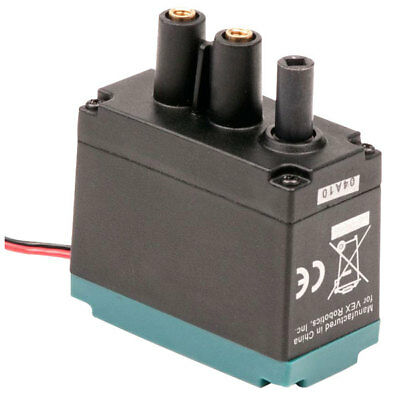 04A10
CE
Manufactured in China
for VEX Robotics, Inc.